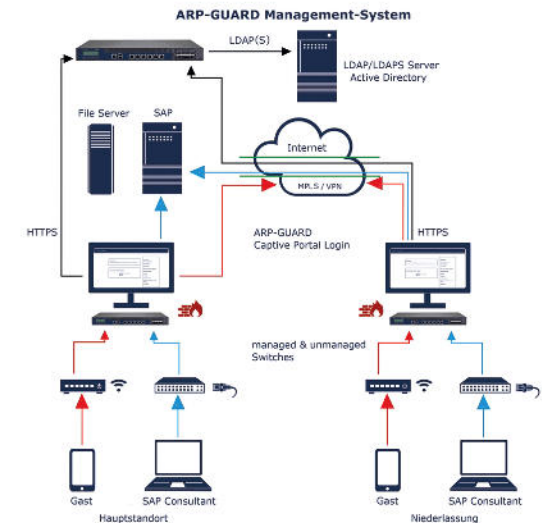 ARP-GUARD Management-System
LDAP(S)
LDAP/LDAPS Server
Active Directory
File Server
SAP
Internet
MPLS / VPN
HTTPS
ARP-GUARD
Captive Portal Login
HTTPS
managed & unmanaged
Switches
Gast
SAP Consultant
Gast
SAP Consultant
Hauptstandort
Niederlassung